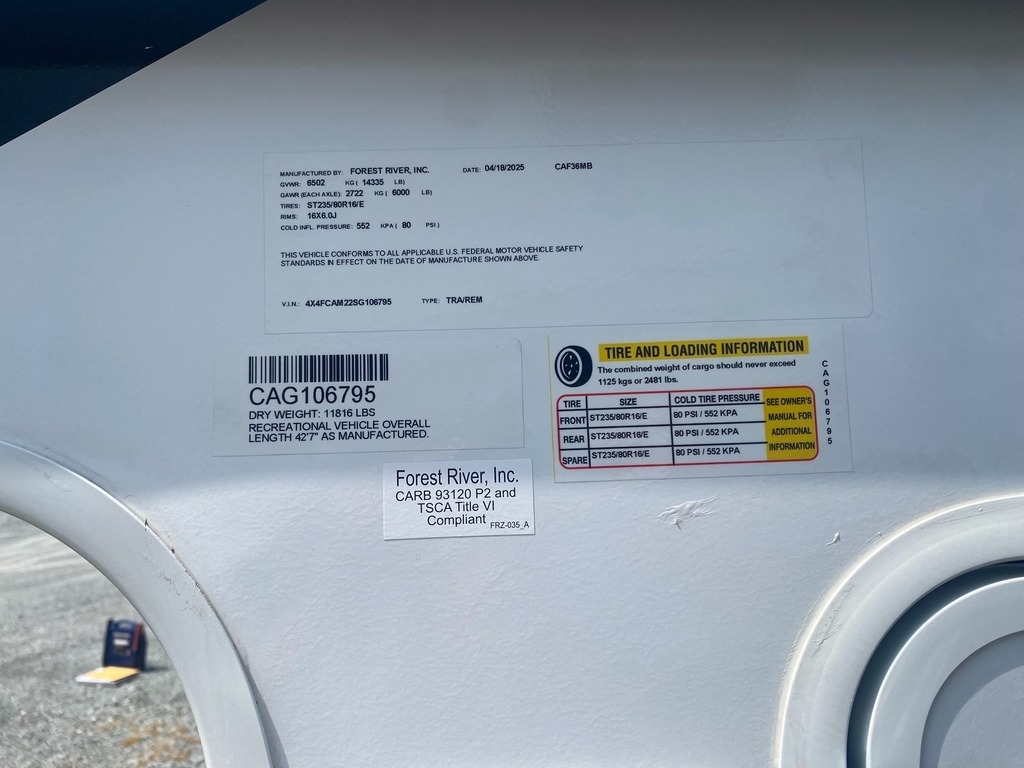 MANUFACTURED BY: FOREST RIVER, INC. DATE: 04/18/2025 CAF36MB
GVWR: 6502 KG ( 14335 LB)
GAWR (EACH AXLE): 2722 KG ( 6000 LB)
TIRES: ST235/80R16/E
RIMS: 16X6.0J
COLD INFL. PRESSURE: 552 KPA ( 80 PSI )
THIS VEHICLE CONFORMS TO ALL APPLICABLE U.S. FEDERAL MOTOR VEHICLE SAFETY
STANDARDS IN EFFECT ON THE DATE OF MANUFACTURE SHOWN ABOVE.
V.I.N.: 4X4FCAM22SG106795 TYPE: TRA/REM
CAG106795
DRY WEIGHT: 11816 LBS
RECREATIONAL VEHICLE OVERALL
LENGTH 42'7" AS MANUFACTURED.
TIRE AND LOADING INFORMATION
The combined weight of cargo should never exceed
1125 kgs or 2481 lbs.
TIRE SIZE COLD TIRE PRESSURE SEE OWNER'S
FRONT ST235/80R16/E 80 PSI / 552 KPA MANUAL FOR
REAR ST235/80R16/E 80 PSI / 552 KPA ADDITIONAL
SPARE ST235/80R16/E 80 PSI / 552 KPA INFORMATION
CAG106795
Forest River, Inc.
CARB 93120 P2 and
TSCA Title VI
Compliant FRZ-035_A